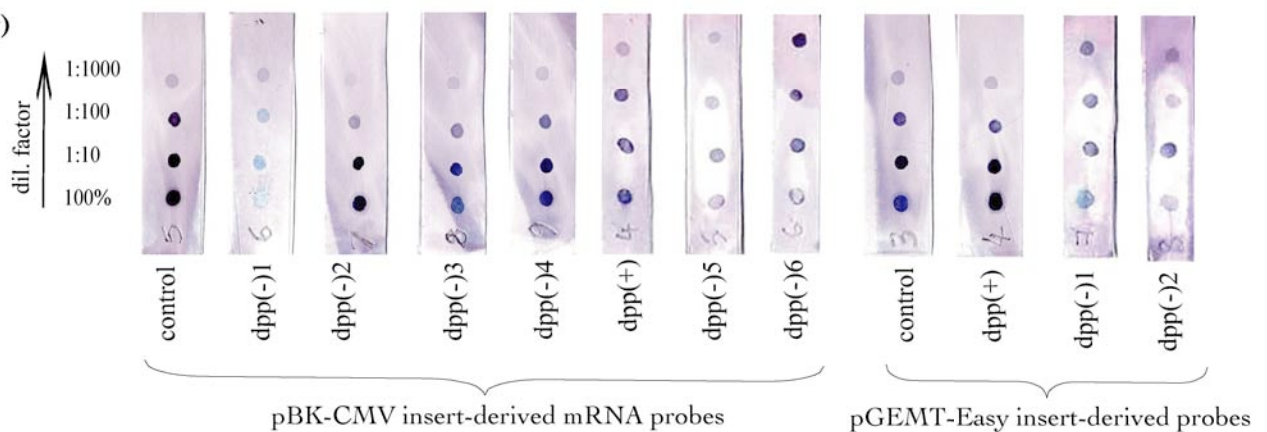 )
dil. factor
1:1000
1:100
1:10
100%
5 6 7 8 9 4 5 6 3 4 7 8
control dpp(-)1 dpp(-)2 dpp(-)3 dpp(-)4 dpp(+) dpp(-)5 dpp(-)6 control dpp(+) dpp(-)1 dpp(-)2
pBK-CMV insert-derived mRNA probes pGEMT-Easy insert-derived probes